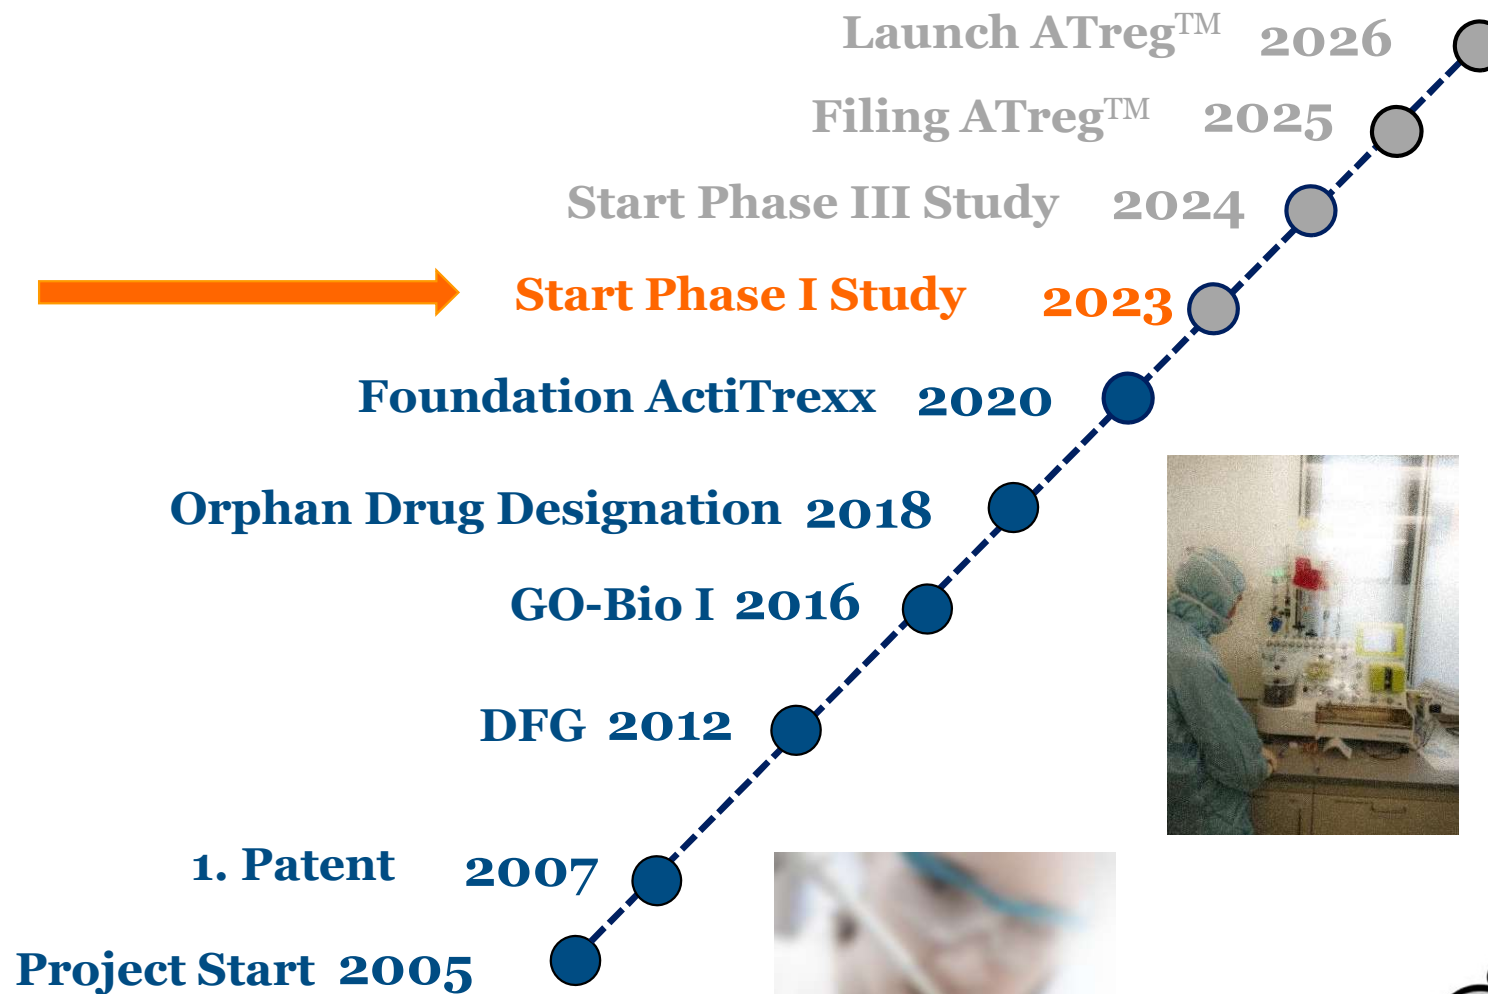 Launch ATreg™ 2026
Filing ATreg™ 2025
Start Phase III Study 2024
Start Phase I Study 2023
Foundation ActiTrexx 2020
Orphan Drug Designation 2018
GO-Bio I 2016
DFG 2012
1. Patent 2007
Project Start 2005